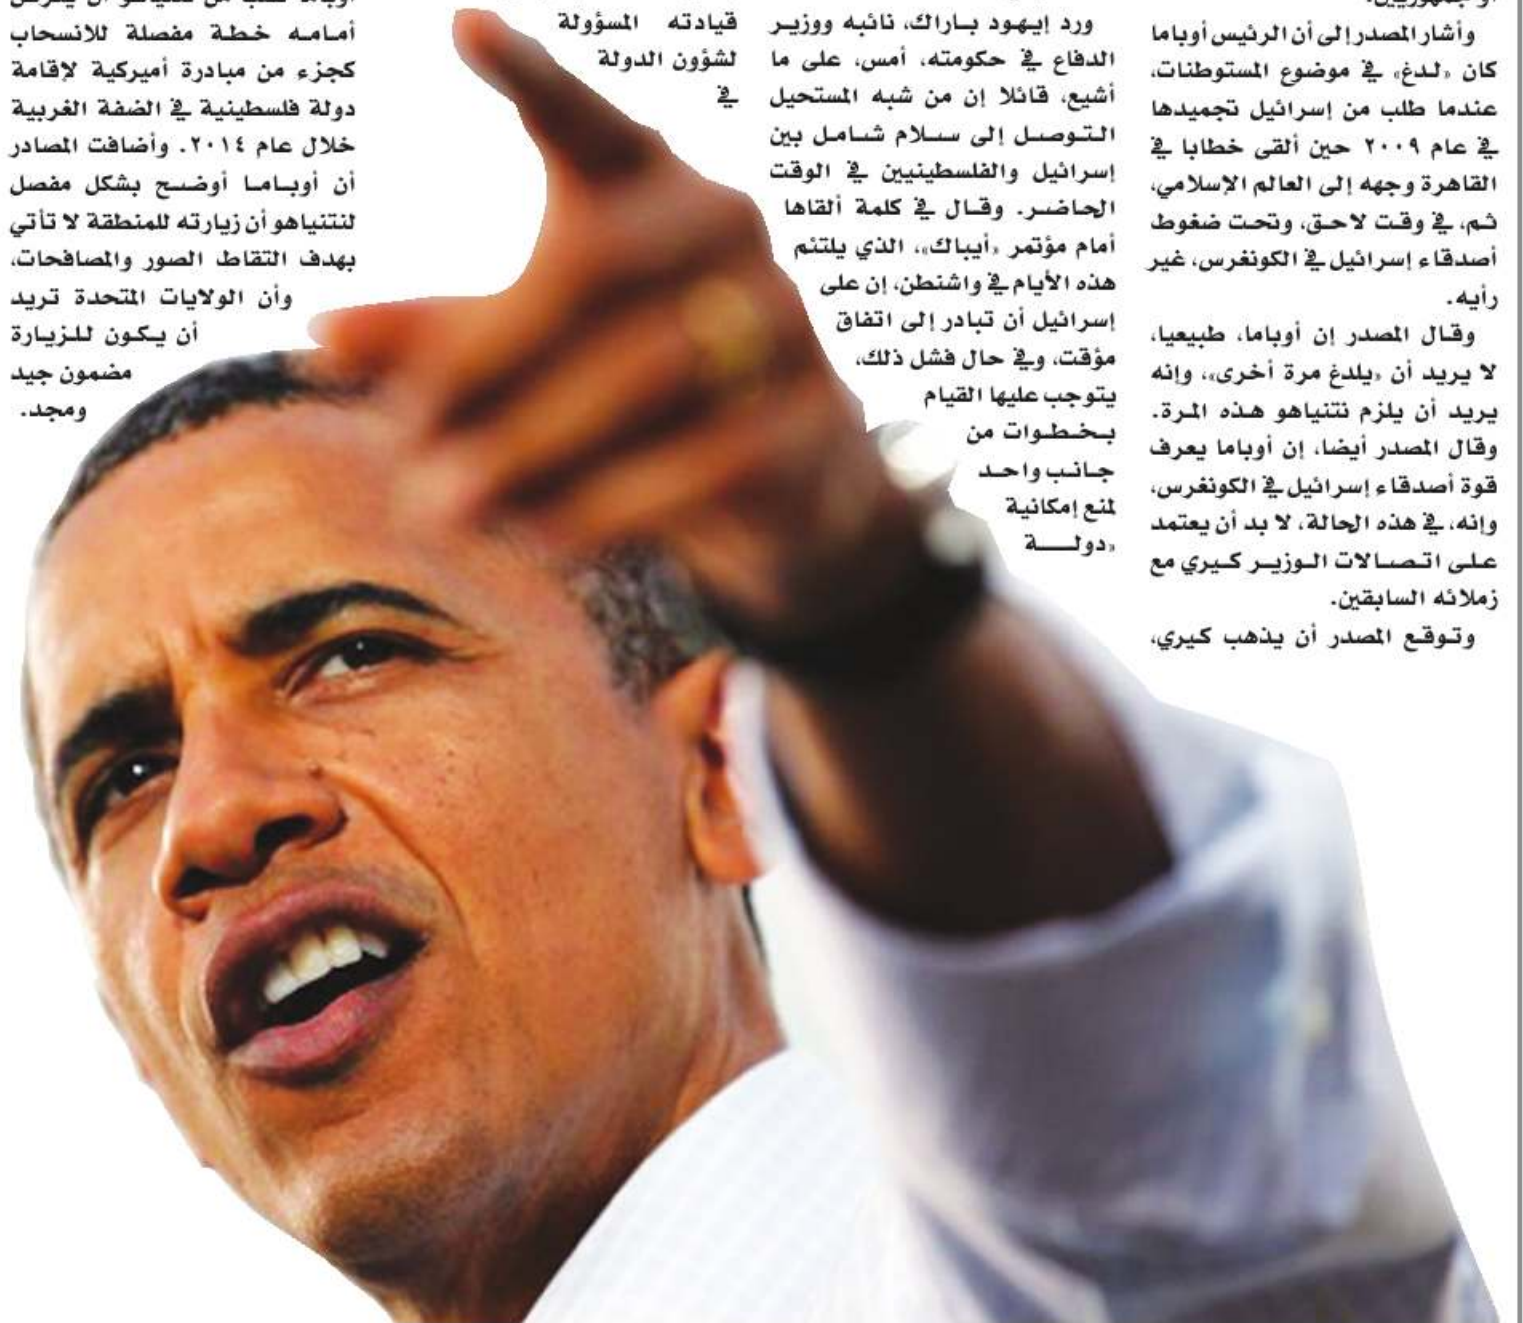 أو جمهوريين.
وأشار المصدر إلى أن الرئيس أوباما
كان «لدغ» في موضوع المستوطنات،
عندما طلب من إسرائيل تجميدها
في عام ٢٠٠٩ حين ألقى خطابا في
القاهرة وجهه إلى العالم الإسلامي،
ثم، في وقت لاحق، وتحت ضغوط
أصدقاء إسرائيل في الكونغرس، غير
رأيه.
وقال المصدر إن أوباما، طبيعيا،
لا يريد أن «يلدغ مرة أخرى»، وإنه
يريد أن يلزم نتنياهو هذه المرة.
وقال المصدر أيضا، إن أوباما يعرف
قوة أصدقاء إسرائيل في الكونغرس،
وإنه، في هذه الحالة، لا بد أن يعتمد
على اتصالات الوزير كيري مع
زملائه السابقين.
وتوقع المصدر أن يذهب كيري،
ورد إيهود باراك، نائبه ووزير
الدفاع في حكومته، أمس، على ما
أشيع، قائلا إن من شبه المستحيل
التوصل إلى سلام شامل بين
إسرائيل والفلسطينيين في الوقت
الحاضر. وقال في كلمة ألقاها
أمام مؤتمر «أيباك»، الذي يلتئم
هذه الأيام في واشنطن، إن على
إسرائيل أن تبادر إلى اتفاق
مؤقت، وفي حال فشل ذلك،
يتوجب عليها القيام
بخطوات من
جانب واحد
لمنع إمكانية
«دولة
قيادته المسؤولة
لشؤون الدولة
في
أمامه خطة مفصلة للانسحاب
كجزء من مبادرة أميركية لإقامة
دولة فلسطينية في الضفة الغربية
خلال عام ٢٠١٤. وأضافت المصادر
أن أوباما أوضح بشكل مفصل
لنتنياهو أن زيارته للمنطقة لا تأتي
بهدف التقاط الصور والمصافحات،
وأن الولايات المتحدة تريد
أن يكون للزيارة
مضمون جيد
ومجد.